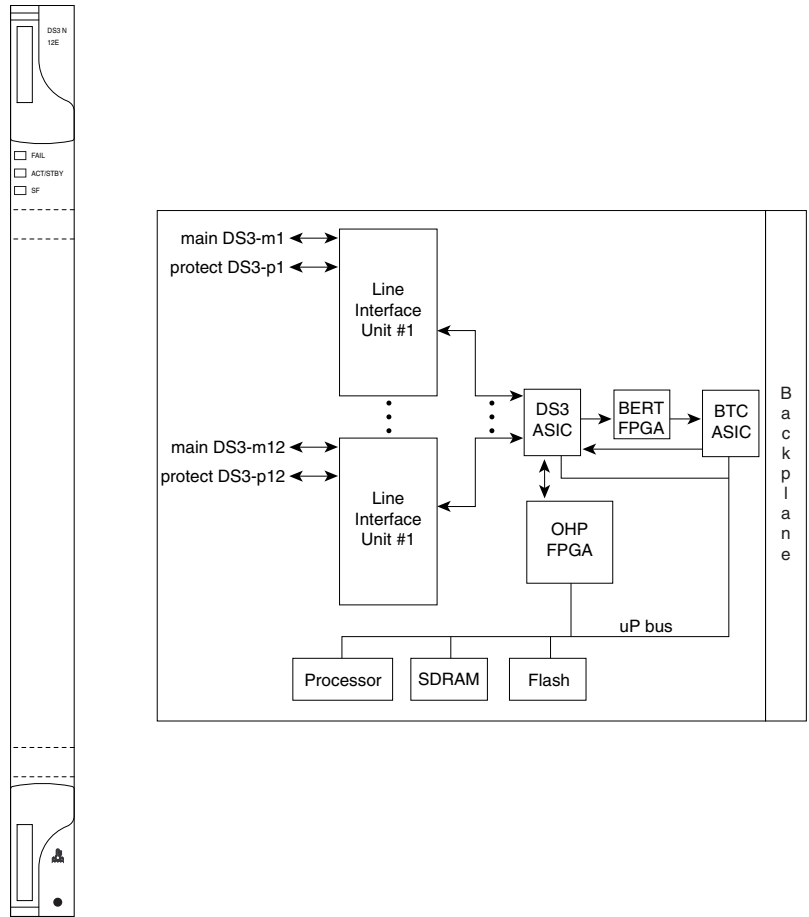 DS3 N
12E
FAIL
ACT/STBY
SF
main DS3-m1
protect DS3-p1
Line
Interface
Unit #1
main DS3-m12
protect DS3-p12
Line
Interface
Unit #1
DS3
ASIC
BERT
FPGA
BTC
ASIC
OHP
FPGA
uP bus
Processor
SDRAM
Flash
B
a
c
k
p
l
a
n
e